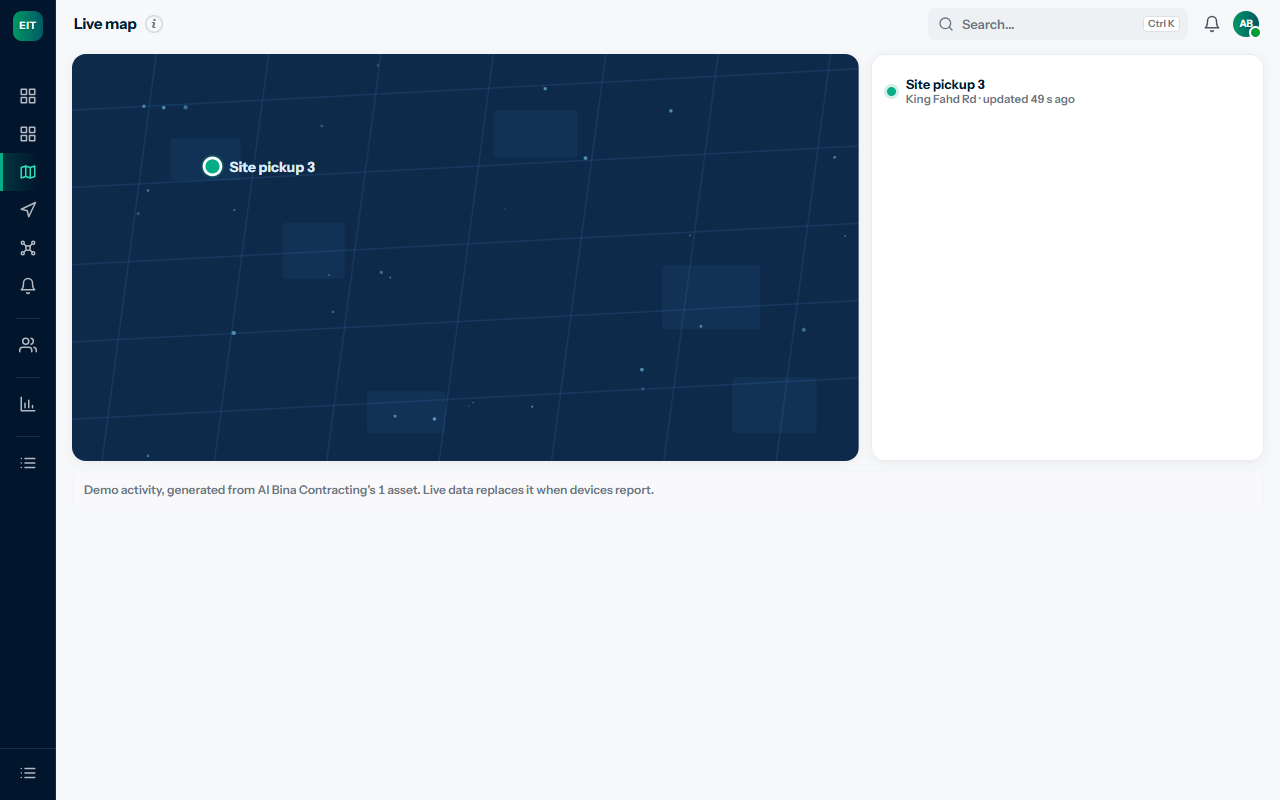 EIT
Live map
i
Search...
Ctrl K
AB
Site pickup 3
Site pickup 3
King Fahd Rd · updated 49 s ago
Demo activity, generated from Al Bina Contracting's 1 asset. Live data replaces it when devices report.